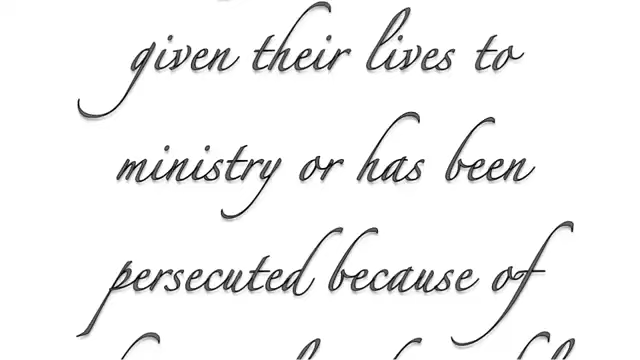 given their lives to
ministry or has been
persecuted because of